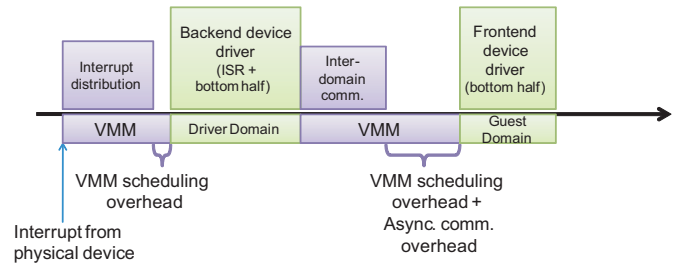 Interrupt
distribution
Backend device
driver
(ISR +
bottom half)
Inter-
domain
comm.
Frontend
device
driver
(bottom half)
VMM
Driver Domain
VMM
Guest
Domain
VMM scheduling
overhead
VMM scheduling
overhead +
Async. comm.
overhead
Interrupt from
physical device